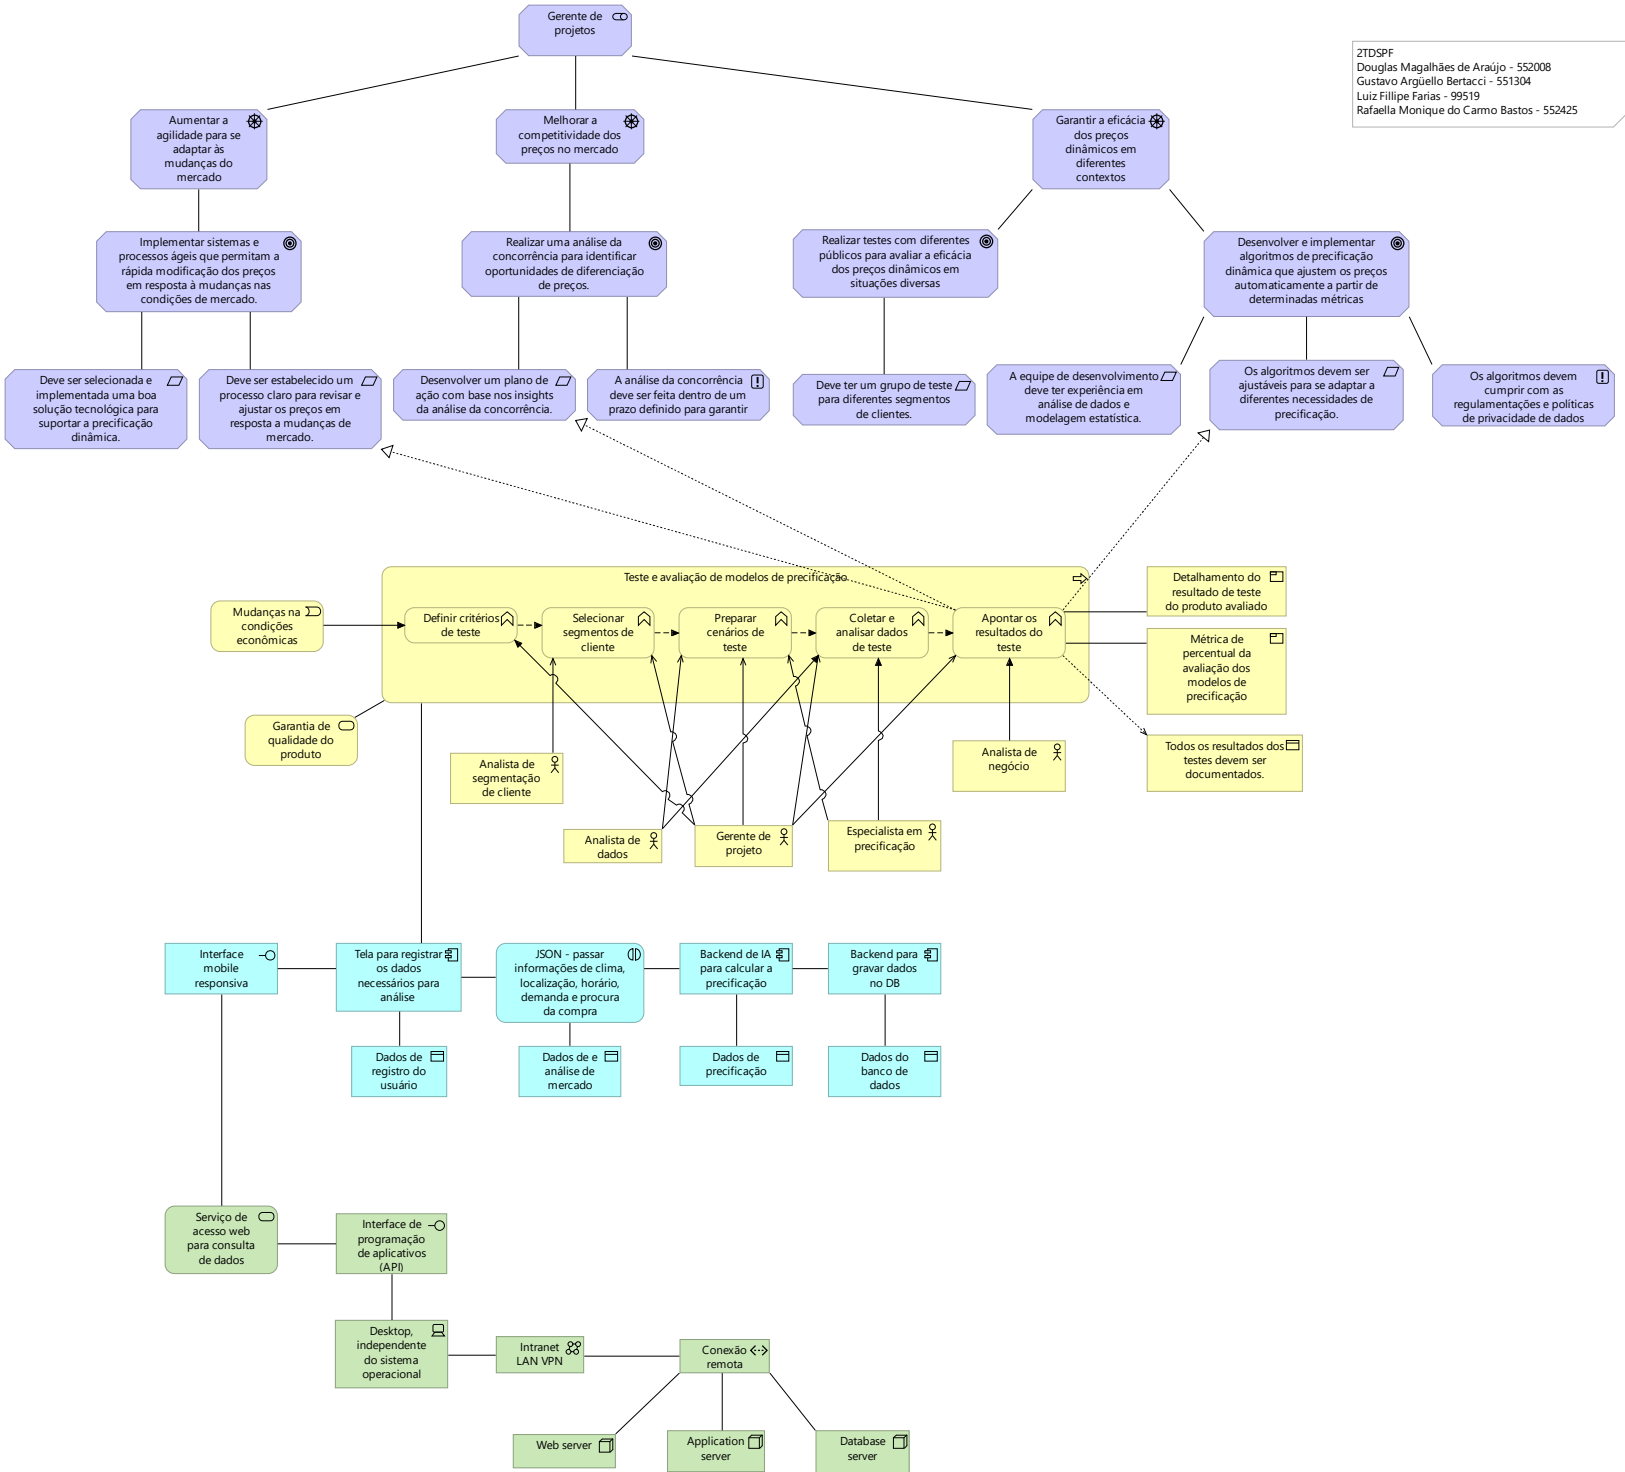 Gerente de
projetos
2TDSPF
Douglas Magalhães de Araújo - 552008
Gustavo Argüello Bertacci - 551304
Luiz Fillipe Farias - 99519
Rafaella Monique do Carmo Bastos - 552425
Aumentar a
agilidade para se
adaptar às
mudanças do
mercado
Melhorar a
competitividade dos
preços no mercado
Garantir a eficácia
dos preços
dinâmicos em
diferentes
contextos
Implementar sistemas e
processos ágeis que permitam a
rápida modificação dos preços
em resposta à mudanças nas
condições de mercado.
Realizar uma análise da
concorrência para identificar
oportunidades de diferenciação
de preços.
Realizar testes com diferentes
públicos para avaliar a eficácia
dos preços dinâmicos em
situações diversas
Desenvolver e implementar
algoritmos de precificação
dinâmica que ajustem os preços
automaticamente a partir de
determinadas métricas
Deve ser selecionada e
implementada uma boa
solução tecnológica para
suportar a precificação
dinâmica.
Deve ser estabelecido um
processo claro para revisar e
ajustar os preços em
resposta a mudanças de
mercado.
Desenvolver um plano de
ação com base nos insights
da análise da concorrência.
A análise da concorrência
deve ser feita dentro de um
prazo definido para garantir
Deve ter um grupo de teste
para diferentes segmentos
de clientes.
A equipe de desenvolvimento
deve ter experiência em
análise de dados e
modelagem estatística.
Os algoritmos devem ser
ajustáveis para se adaptar a
diferentes necessidades de
precificação.
Os algoritmos devem
cumprir com as
regulamentações e políticas
de privacidade de dados
Teste e avaliação de modelos de precificação
Mudanças na
condições
econômicas
Definir critérios
de teste
Selecionar
segmentos de
cliente
Preparar
cenários de
teste
Coletar e
analisar dados
de teste
Apontar os
resultados do
teste
Detalhamento do
resultado de teste
do produto avaliado
Métrica de
percentual da
avaliação dos
modelos de
precificação
Garantia de
qualidade do
produto
Todos os resultados dos
testes devem ser
documentados.
Analista de
segmentação
de cliente
Analista de
negócio
Analista de
dados
Gerente de
projeto
Especialista em
precificação
Interface
mobile
responsiva
Tela para registrar
os dados
necessários para
análise
JSON - passar
informações de clima,
localização, horário,
demanda e procura
da compra
Backend de IA
para calcular a
precificação
Backend para
gravar dados
no DB
Dados de
registro do
usuário
Dados de e
análise de
mercado
Dados de
precificação
Dados do
banco de
dados
Serviço de
acesso web
para consulta
de dados
Interface de
programação
de aplicativos
(API)
Desktop,
independente
do sistema
operacional
Intranet
LAN VPN
Conexão
remota
Web server
Application
server
Database
server